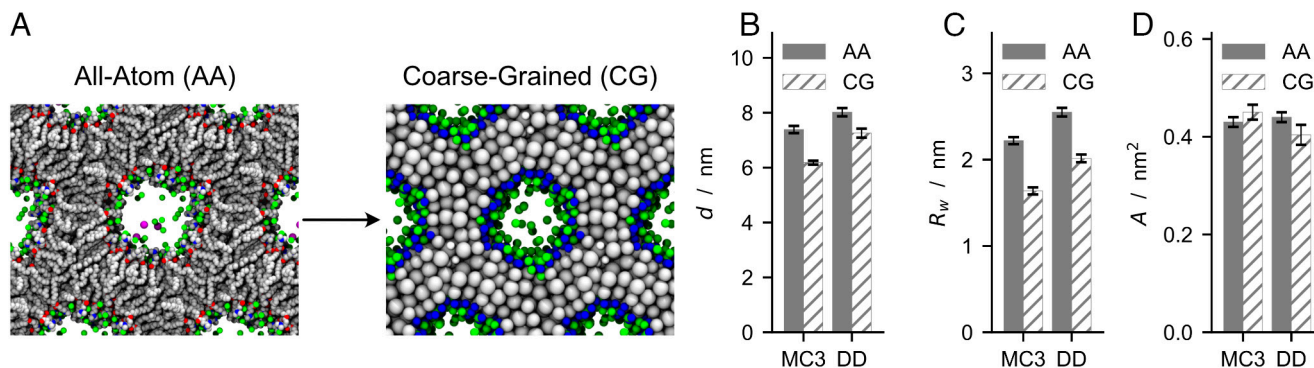 A
All-Atom (AA)
Coarse-Grained (CG)
B
AA
CG
d / nm
10
8
6
4
2
0
MC3 DD
C
AA
CG
R_w / nm
3
2
1
0
MC3 DD
D
AA
CG
A / nm²
0.6
0.4
0.2
0.0
MC3 DD